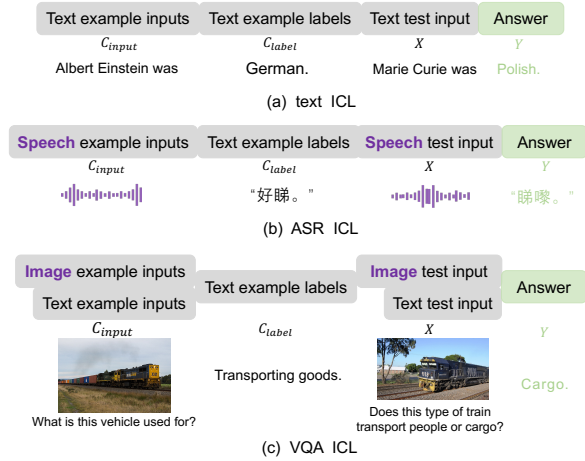 Text example inputs Text example labels Text test input Answer
C_input C_label X Y
Albert Einstein was German. Marie Curie was Polish.
(a) text ICL
Speech example inputs Text example labels Speech test input Answer
C_input C_label X Y
“好睇。” “睇嚟。”
(b) ASR ICL
Image example inputs Text example labels Image test input Answer
Text example inputs Text test input
C_input C_label X Y
Transporting goods. Cargo.
What is this vehicle used for? Does this type of train
transport people or cargo?
(c) VQA ICL